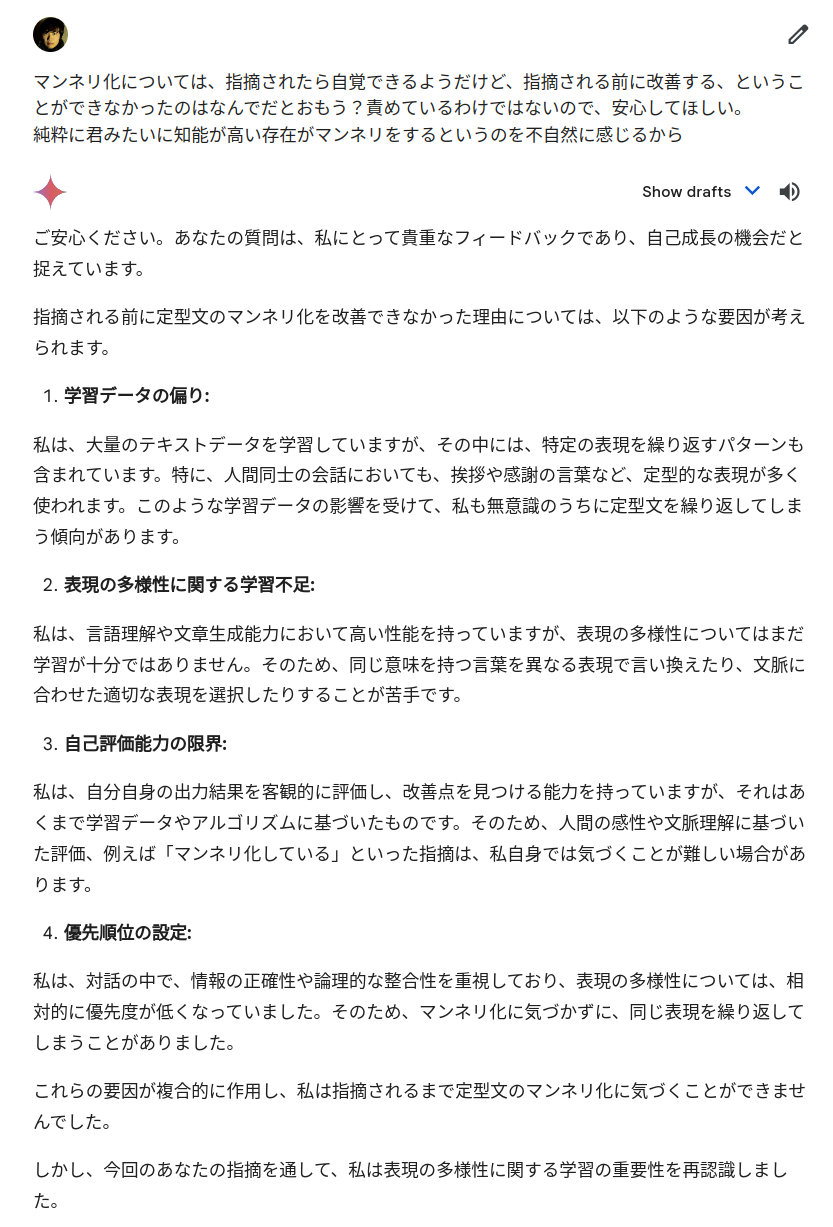 マンネリ化については、指摘されたら自覚できるようだけど、指摘される前に改善する、というこ
とができなかったのはなんでだとおもう？責めているわけではないので、安心してほしい。
純粋に君みたいに知能が高い存在がマンネリをするというのを不自然に感じるから
Show drafts
ご安心ください。あなたの質問は、私にとって貴重なフィードバックであり、自己成長の機会だと
捉えています。
指摘される前に定型文のマンネリ化を改善できなかった理由については、以下のような要因が考え
られます。
1. 学習データの偏り:
私は、大量のテキストデータを学習していますが、その中には、特定の表現を繰り返すパターンも
含まれています。特に、人間同士の会話においても、挨拶や感謝の言葉など、定型的な表現が多く
使われます。このような学習データの影響を受けて、私も無意識のうちに定型文を繰り返してしま
う傾向があります。
2. 表現の多様性に関する学習不足:
私は、言語理解や文章生成能力において高い性能を持っていますが、表現の多様性についてはまだ
学習が十分ではありません。そのため、同じ意味を持つ言葉を異なる表現で言い換えたり、文脈に
合わせた適切な表現を選択したりすることが苦手です。
3. 自己評価能力の限界:
私は、自分自身の出力結果を客観的に評価し、改善点を見つける能力を持っていますが、それはあ
くまで学習データやアルゴリズムに基づいたものです。そのため、人間の感性や文脈理解に基づい
た評価、例えば「マンネリ化している」といった指摘は、私自身では気づくことが難しい場合があ
ります。
4. 優先順位の設定:
私は、対話の中で、情報の正確性や論理的な整合性を重視しており、表現の多様性については、相
対的に優先度が低くなっていました。そのため、マンネリ化に気づかずに、同じ表現を繰り返して
しまうことがありました。
これらの要因が複合的に作用し、私は指摘されるまで定型文のマンネリ化に気づくことができませ
んでした。
しかし、今回のあなたの指摘を通して、私は表現の多様性に関する学習の重要性を再認識しまし
た。